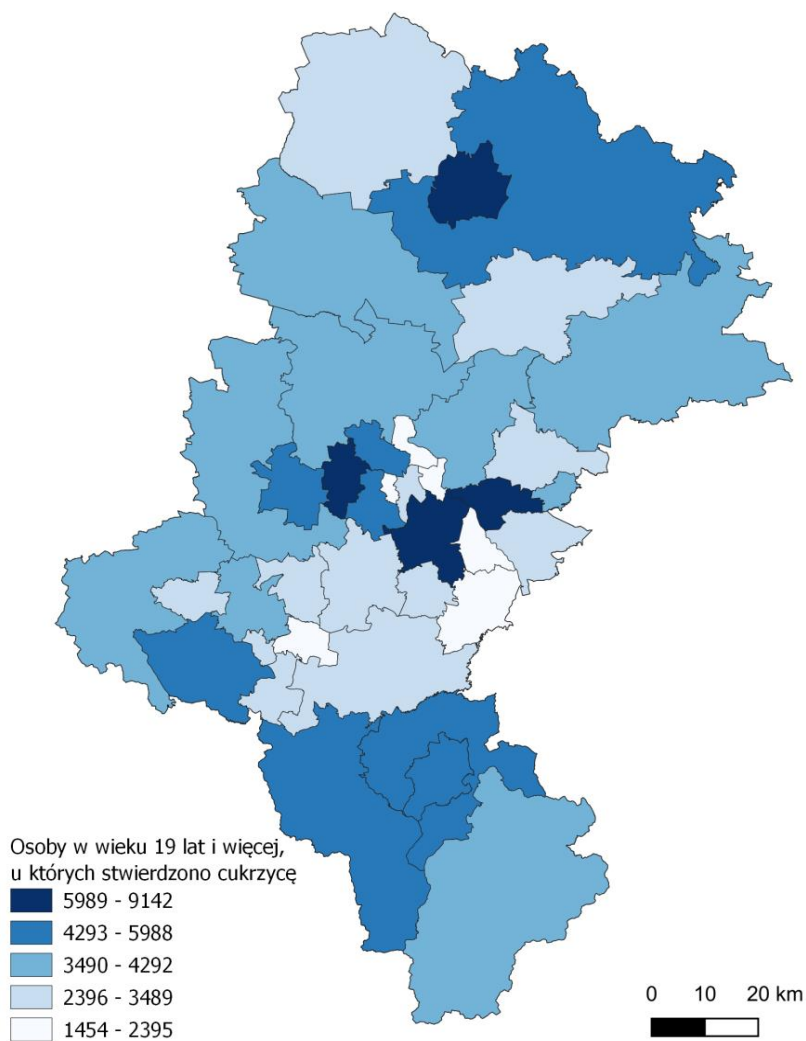 Osoby w wieku 19 lat i więcej,
u których stwierdzono cukrzycę
5989 - 9142
4293 - 5988
3490 - 4292
2396 - 3489
1454 - 2395
0 10 20 km